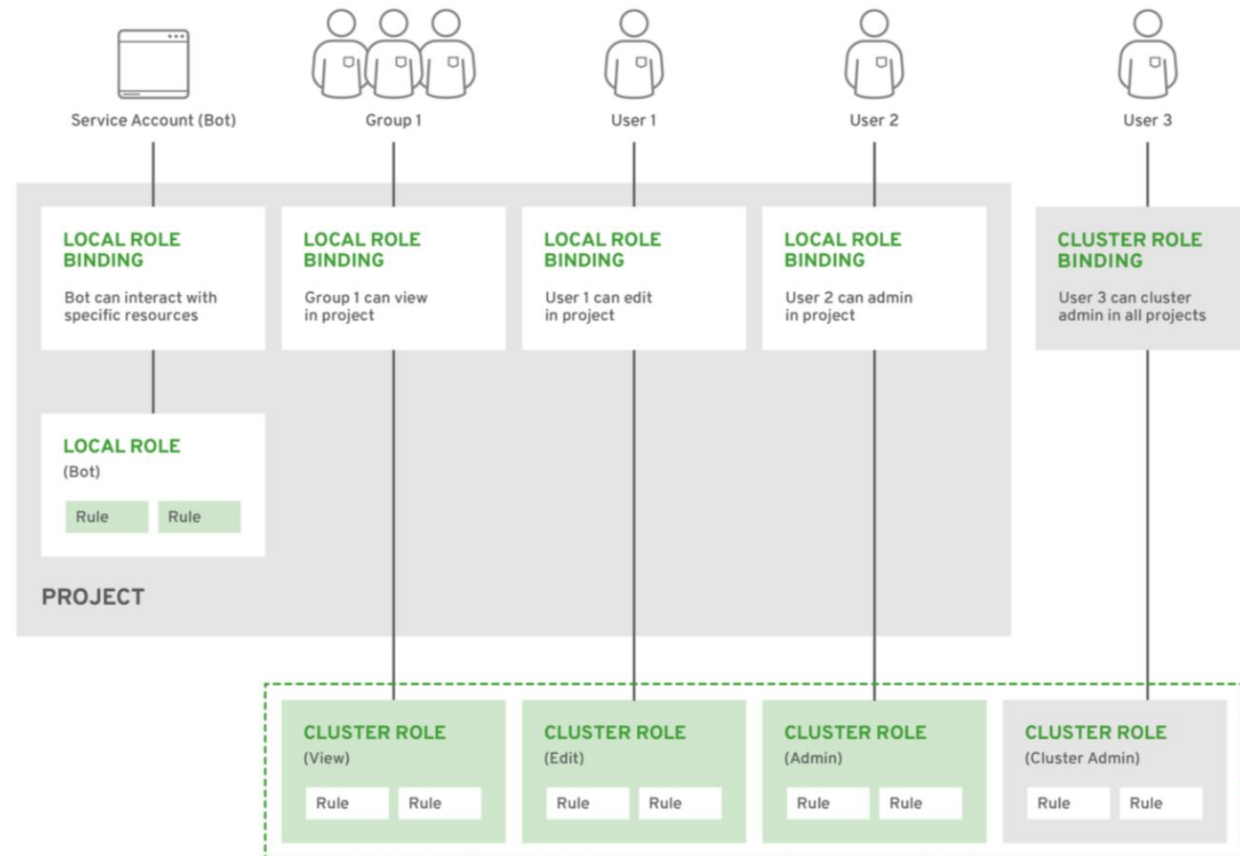 Service Account (Bot)
Group 1
User 1
User 2
User 3
LOCAL ROLE
BINDING
Bot can interact with
specific resources
LOCAL ROLE
BINDING
Group 1 can view
in project
LOCAL ROLE
BINDING
User 1 can edit
in project
LOCAL ROLE
BINDING
User 2 can admin
in project
CLUSTER ROLE
BINDING
User 3 can cluster
admin in all projects
LOCAL ROLE
(Bot)
Rule
Rule
PROJECT
CLUSTER ROLE
(View)
Rule
Rule
CLUSTER ROLE
(Edit)
Rule
Rule
CLUSTER ROLE
(Admin)
Rule
Rule
CLUSTER ROLE
(Cluster Admin)
Rule
Rule